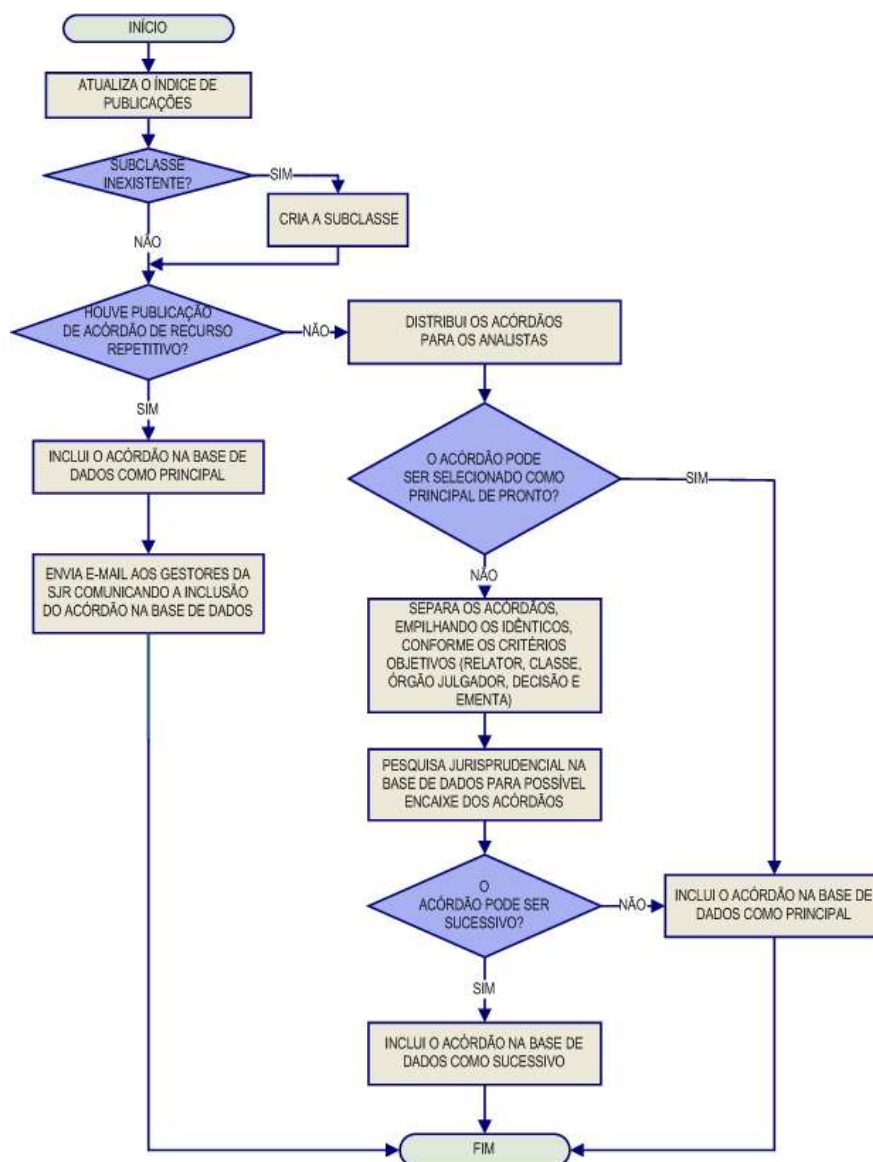 INÍCIO
ATUALIZA O ÍNDICE DE
PUBLICAÇÕES
SUBCLASSE
INEXISTENTE?
SIM
CRIA A SUBCLASSE
NÃO
HOUVE PUBLICAÇÃO
DE ACÓRDÃO DE RECURSO
REPETITIVO?
NÃO
DISTRIBUI OS ACÓRDÃOS
PARA OS ANALISTAS
SIM
INCLUI O ACÓRDÃO NA BASE DE
DADOS COMO PRINCIPAL
ENVIA E-MAIL AOS GESTORES DA
SJR COMUNICANDO A INCLUSÃO
DO ACÓRDÃO NA BASE DE DADOS
O ACÓRDÃO PODE
SER SELECIONADO COMO
PRINCIPAL DE PRONTO?
SIM
NÃO
SEPARA OS ACÓRDÃOS,
EMPILHANDO OS IDÊNTICOS,
CONFORME OS CRITÉRIOS
OBJETIVOS (RELATOR, CLASSE,
ÓRGÃO JULGADOR, DECISÃO E
EMENTA)
PESQUISA JURISPRUDENCIAL NA
BASE DE DADOS PARA POSSÍVEL
ENCAIXE DOS ACÓRDÃOS
O
ACÓRDÃO PODE SER
SUCESSIVO?
NÃO
INCLUI O ACÓRDÃO NA BASE DE
DADOS COMO PRINCIPAL
SIM
INCLUI O ACÓRDÃO NA BASE DE
DADOS COMO SUCESSIVO
FIM